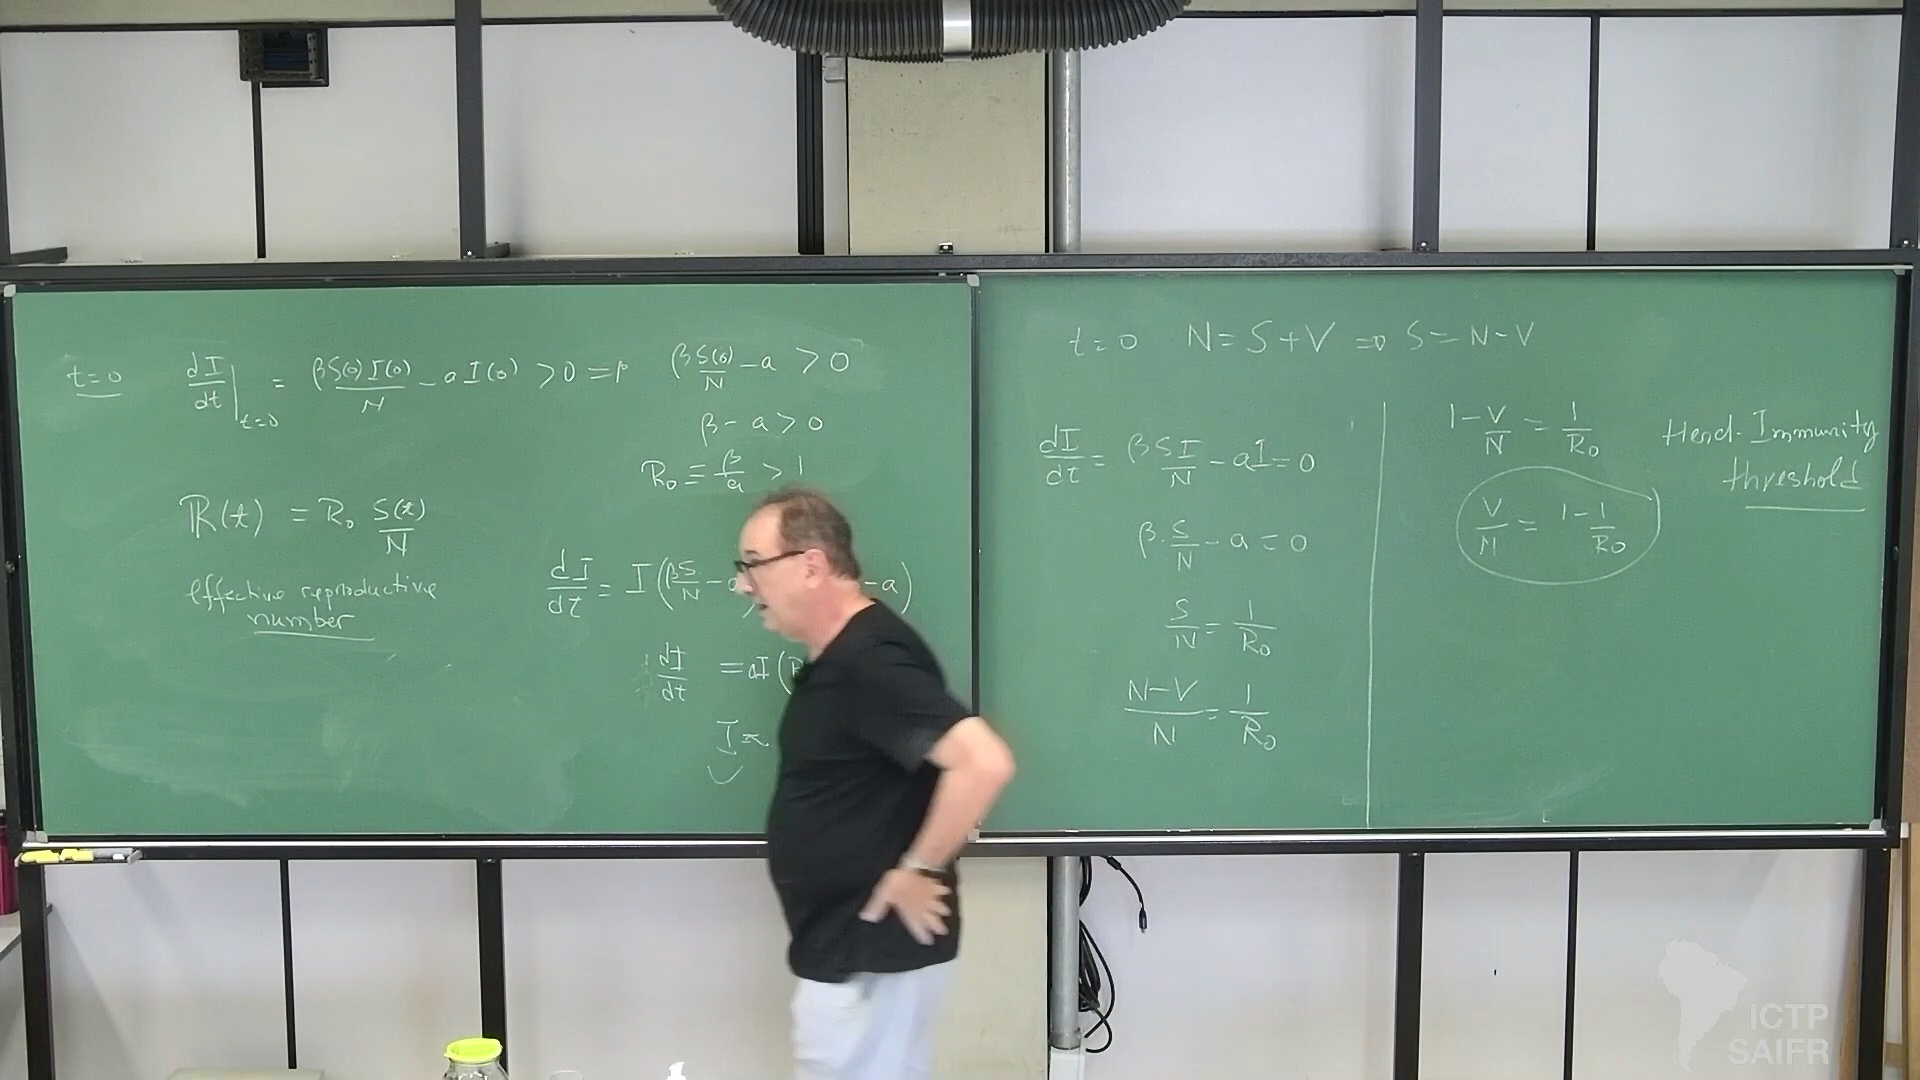 t=0   dI/dt|t=0 = βS(0)I(0)/N - aI(0) > 0 ⇒   βS(0)/N - a > 0
β - a > 0
R₀ ≡ β/a > 1
R(t) = R₀ S(t)/N
effective reproductive
number
dI/dt = I(βS/N - a) - a)
dI/dt = aI(R
I =
t=0   N = S+V ⇒ S = N-V
dI/dt = βSI/N - aI = 0
β·S/N - a = 0
S/N = 1/R₀
N-V/N = 1/R₀
1 - V/N = 1/R₀
V/N = 1 - 1/R₀
Herd-Immunity
threshold
ICTP
SAIFR